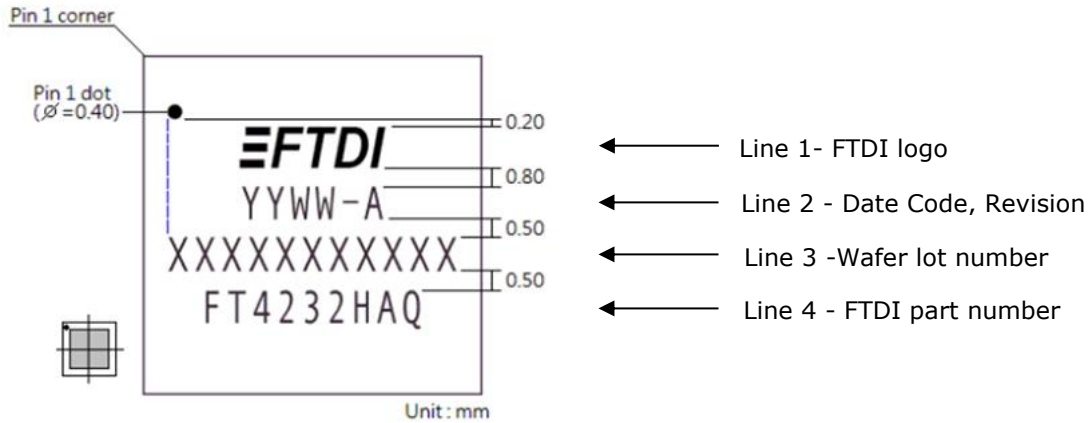 Pin 1 corner
Pin 1 dot
(Ø=0.40)
0.20
FTDI
Line 1- FTDI logo
0.80
YYWW-A
Line 2 - Date Code, Revision
0.50
XXXXXXXXXXX
Line 3 -Wafer lot number
0.50
FT4232HAQ
Line 4 - FTDI part number
Unit : mm